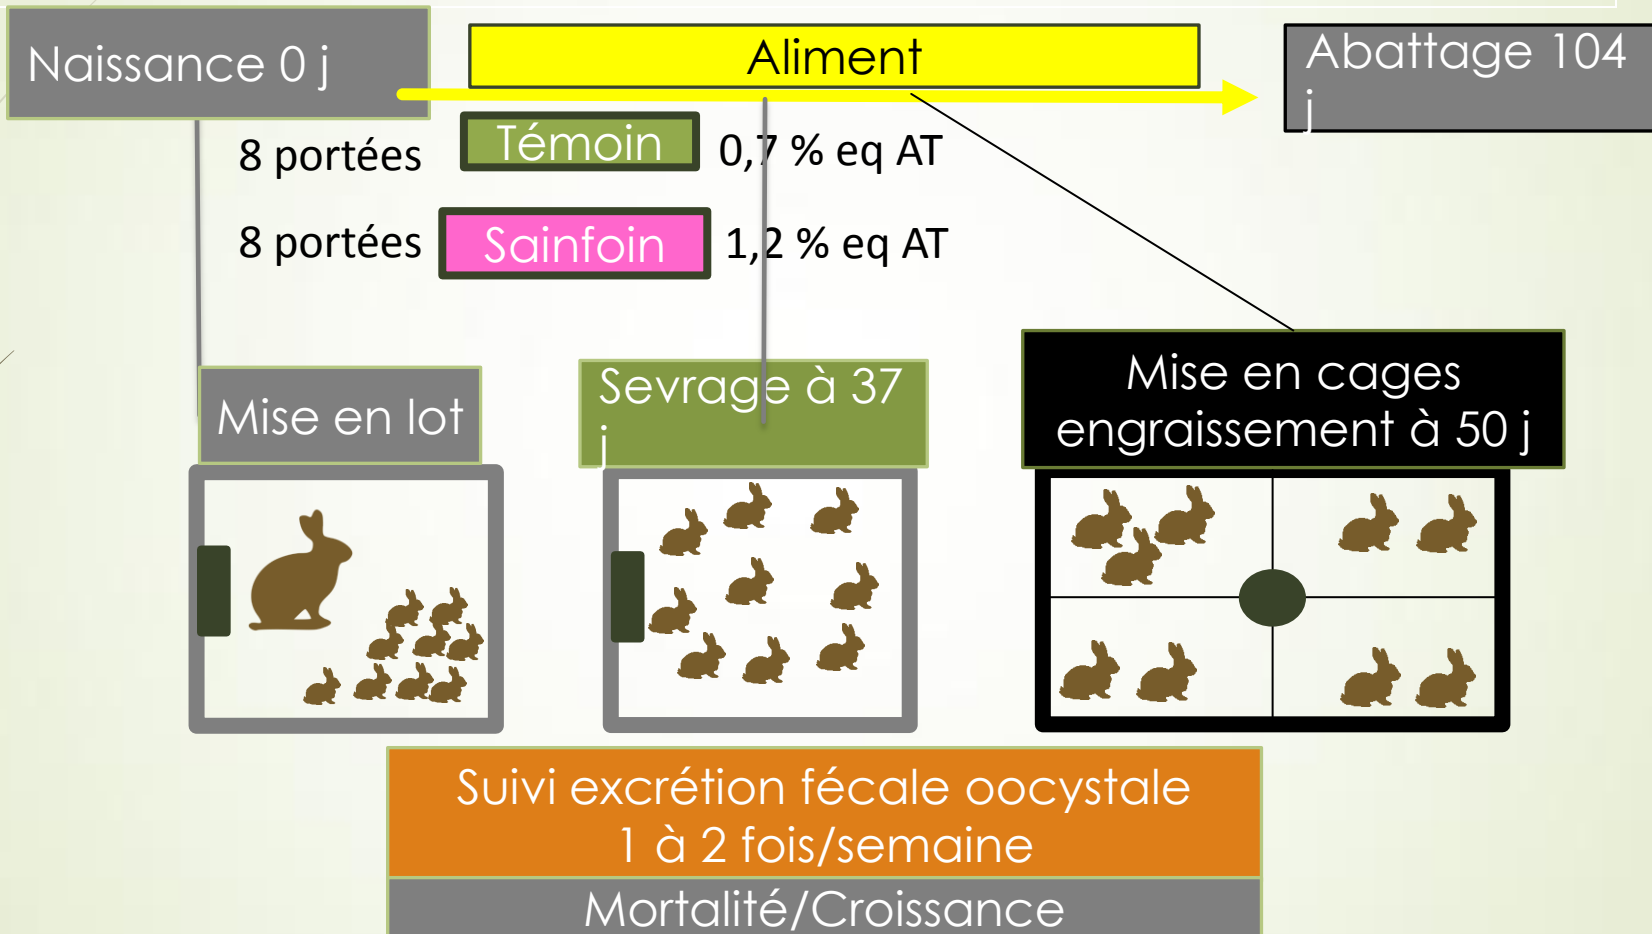 Naissance 0 j
Aliment
Abattage 104
j
8 portées
Témoin
0,7 % eq AT
8 portées
Sainfoin
1,2 % eq AT
Mise en lot
Sevrage à 37
j
Mise en cages
engraissement à 50 j
Suivi excrétion fécale oocystale
1 à 2 fois/semaine
Mortalité/Croissance